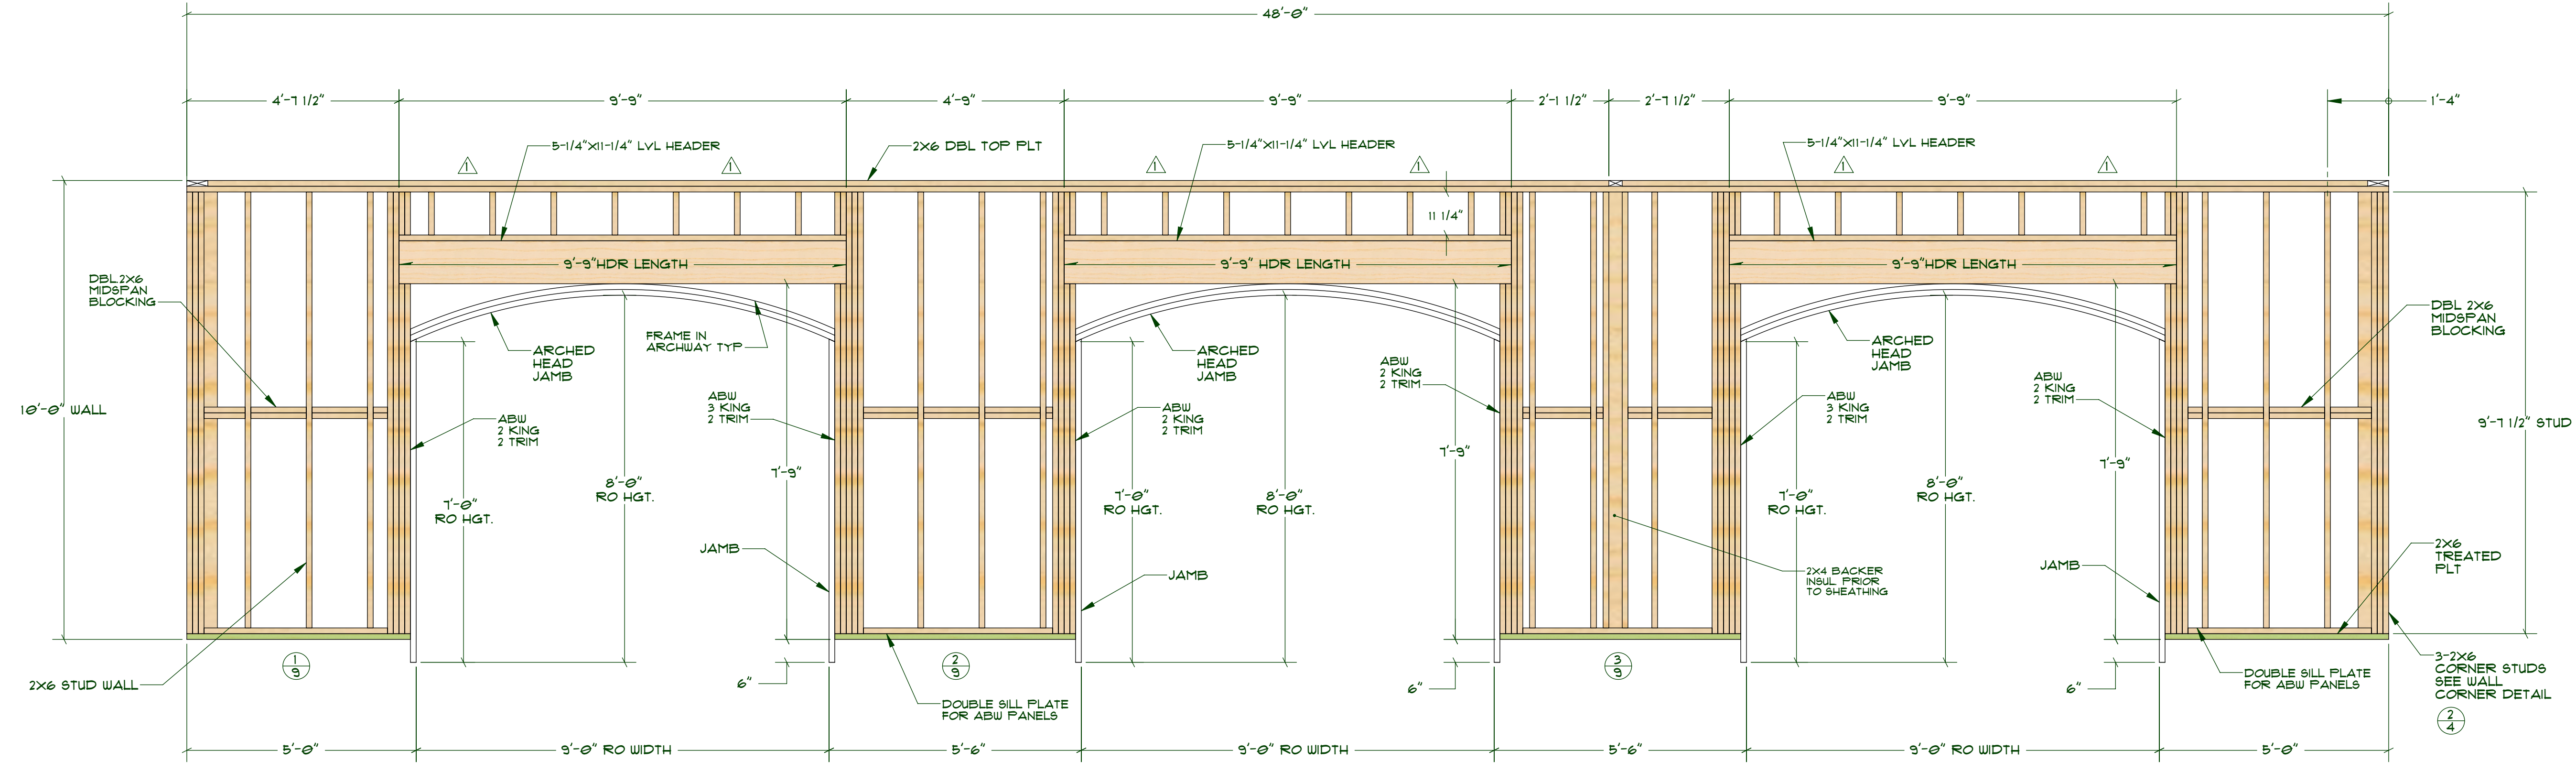 48'-0"
4'-7 1/2"
9'-9"
4'-9"
9'-9"
2'-1 1/2"
2'-7 1/2"
9'-9"
1'-4"
5-1/4"X11-1/4" LVL HEADER
1
1
2X6 DBL TOP PLT
1
5-1/4"X11-1/4" LVL HEADER
1
5-1/4"X11-1/4" LVL HEADER
1
1
11 1/4"
9'-9"HDR LENGTH
9'-9" HDR LENGTH
9'-9"HDR LENGTH
DBL 2X6
MIDSPAN
BLOCKING
DBL 2X6
MIDSPAN
BLOCKING
FRAME IN
ARCHWAY TYP
ARCHED
HEAD
JAMB
ARCHED
HEAD
JAMB
ARCHED
HEAD
JAMB
10'-0" WALL
ABW
2 KING
2 TRIM
ABW
3 KING
2 TRIM
ABW
2 KING
2 TRIM
ABW
2 KING
2 TRIM
ABW
3 KING
2 TRIM
ABW
2 KING
2 TRIM
9'-7 1/2" STUD
7'-0"
RO HGT.
8'-0"
RO HGT.
7'-9"
7'-0"
RO HGT.
8'-0"
RO HGT.
7'-9"
7'-0"
RO HGT.
8'-0"
RO HGT.
7'-9"
JAMB
JAMB
2X4 BACKER
INSUL PRIOR
TO SHEATHING
JAMB
2X6
TREATED
PLT
1
9
2
9
3
9
2X6 STUD WALL
6"
DOUBLE SILL PLATE
FOR ABW PANELS
6"
6"
DOUBLE SILL PLATE
FOR ABW PANELS
3-2X6
CORNER STUDS
SEE WALL
CORNER DETAIL
2
4
5'-0"
9'-0" RO WIDTH
5'-6"
9'-0" RO WIDTH
5'-6"
9'-0" RO WIDTH
5'-0"